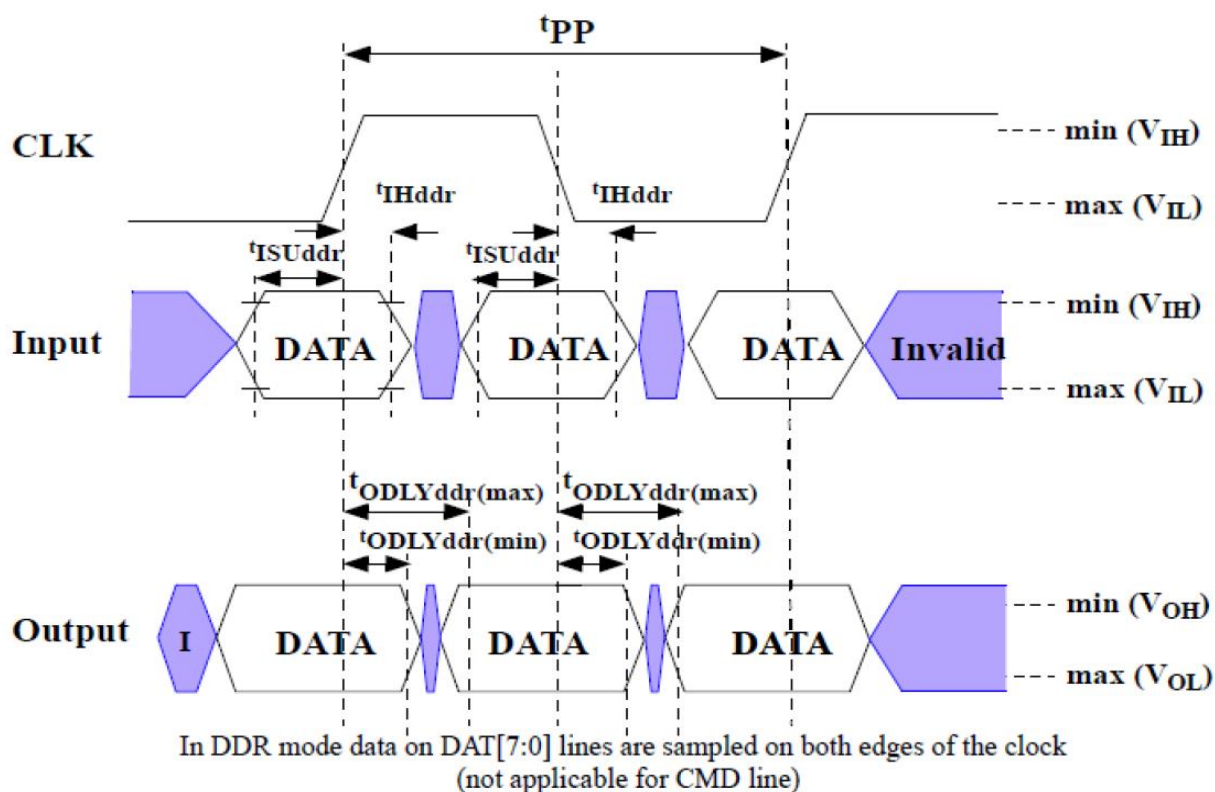 tPP
CLK
min (VIH)
max (VIL)
tIHddr
tIHddr
tISUddr
tISUddr
Input
DATA
DATA
DATA
Invalid
min (VIH)
max (VIL)
tODLYddr(max)
tODLYddr(max)
tODLYddr(min)
tODLYddr(min)
Output
I
DATA
DATA
DATA
min (VOH)
max (VOL)
In DDR mode data on DAT[7:0] lines are sampled on both edges of the clock
(not applicable for CMD line)